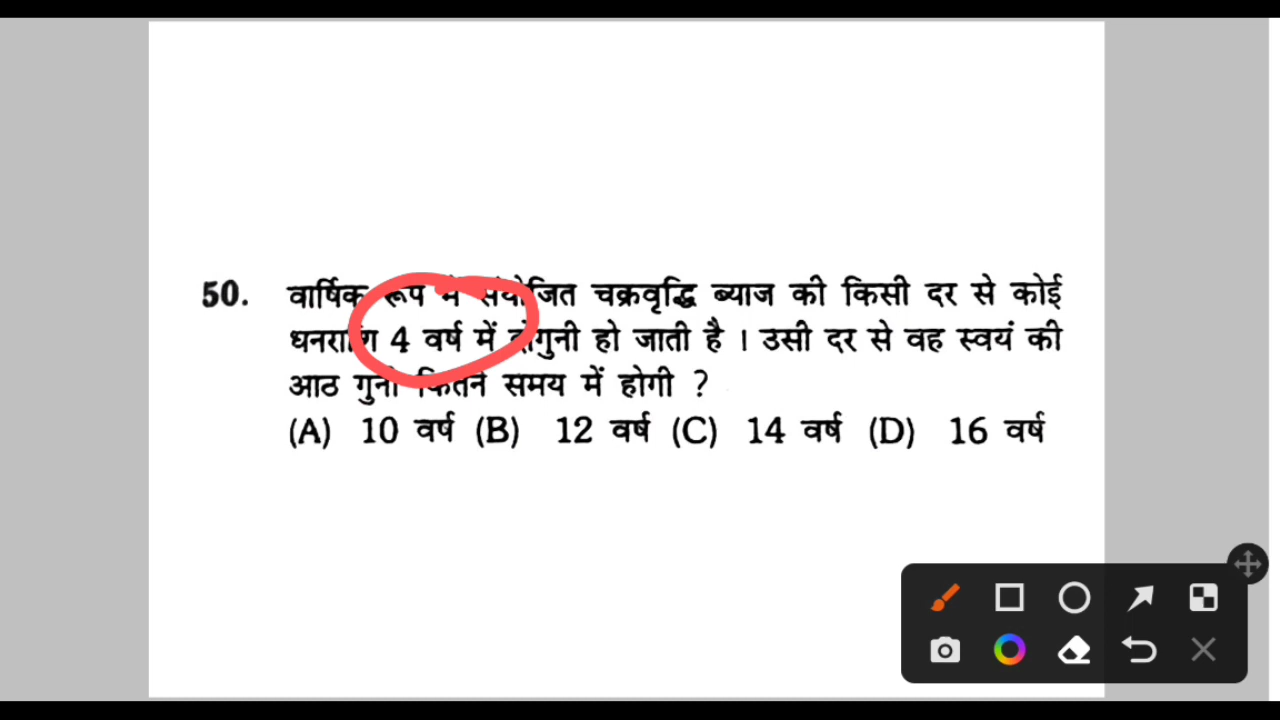 50. वार्षिक रूप में संयोजित चक्रवृद्धि ब्याज की किसी दर से कोई
धनराशि 4 वर्ष में दोगुनी हो जाती है । उसी दर से वह स्वयं की
आठ गुनी कितने समय में होगी ?
(A) 10 वर्ष (B) 12 वर्ष (C) 14 वर्ष (D) 16 वर्ष